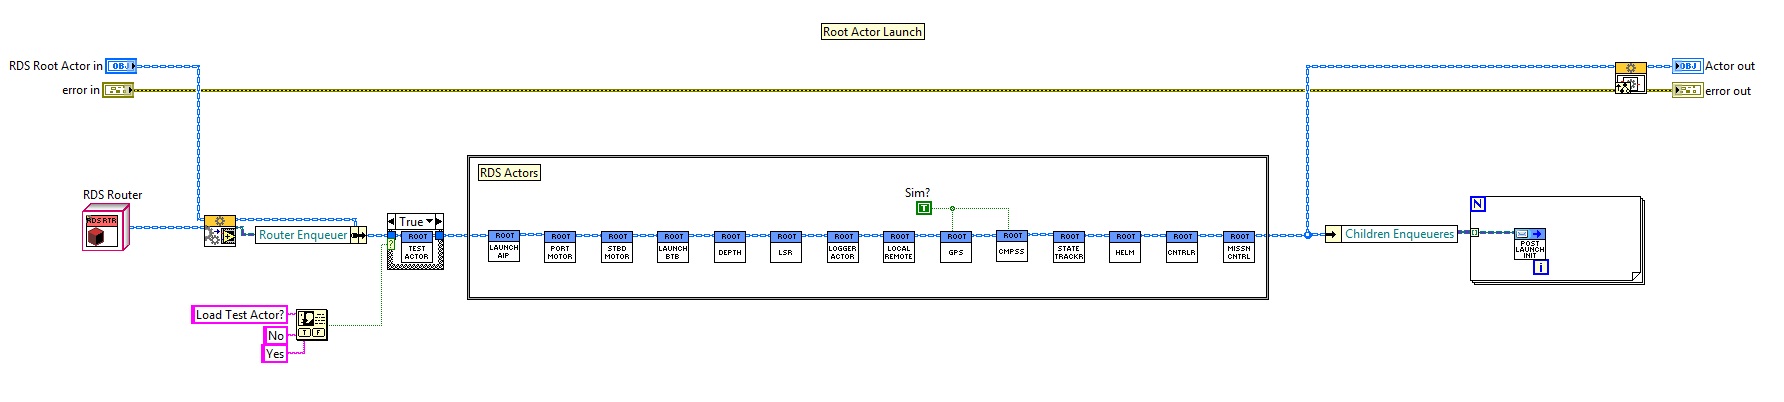 Root Actor Launch
RDS Root Actor in
OBJ
OBJ
Actor out
error in
error out
RDS Actors
RDS Router
RDS RTR
Sim?
T
N
True
Router Enqueuer
?
ROOT
TEST
ACTOR
ROOT
LAUNCH
AIP
ROOT
PORT
MOTOR
ROOT
STBD
MOTOR
ROOT
LAUNCH
BTB
ROOT
DEPTH
ROOT
LSR
ROOT
LOGGER
ACTOR
ROOT
LOCAL
REMOTE
ROOT
GPS
ROOT
CMPSS
ROOT
STATE
TRACKR
ROOT
HELM
ROOT
CNTRLR
ROOT
MISSN
CNTRL
Children Enqueueres
POST
LAUNCH
INIT
i
Load Test Actor?
No
Yes
T F